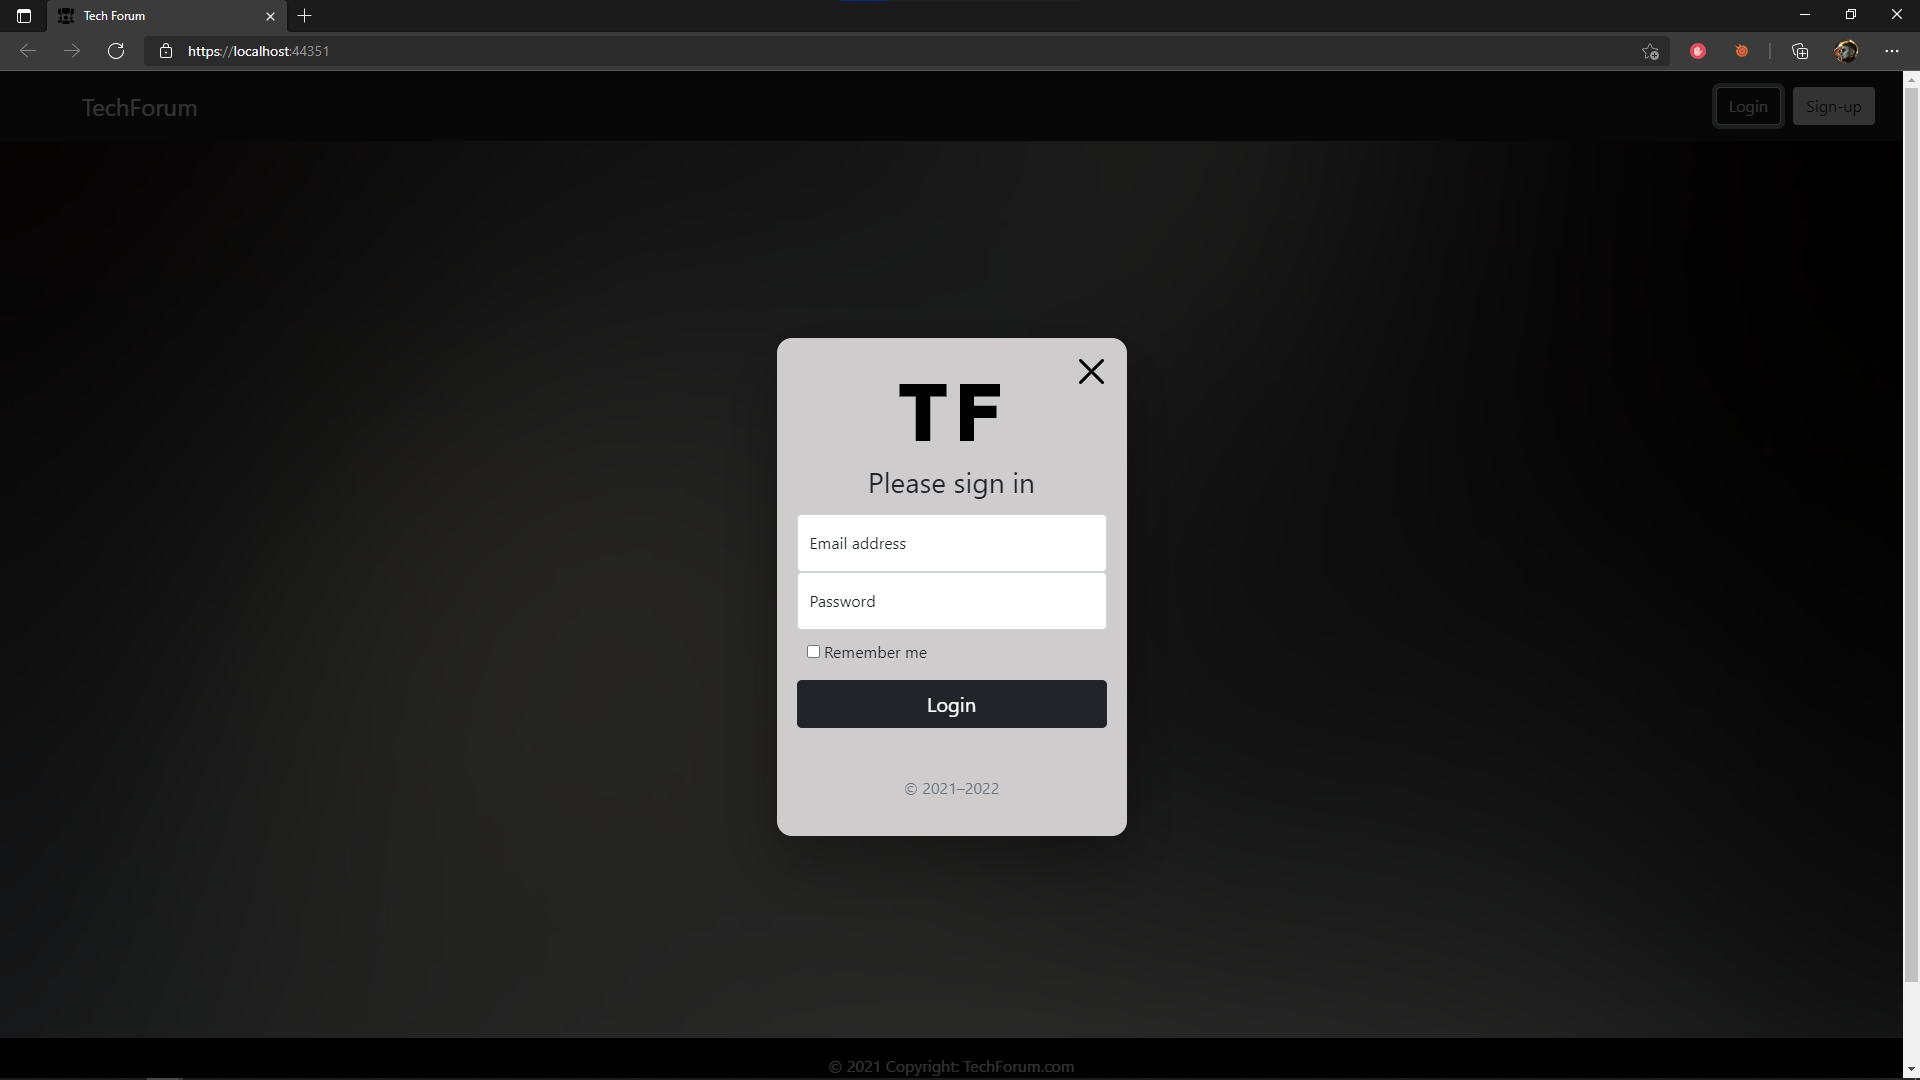 Tech Forum
https://localhost:44351
TechForum
Login
Sign-up
TF
Please sign in
Email address
Password
Remember me
Login
© 2021–2022
© 2021 Copyright: TechForum.com